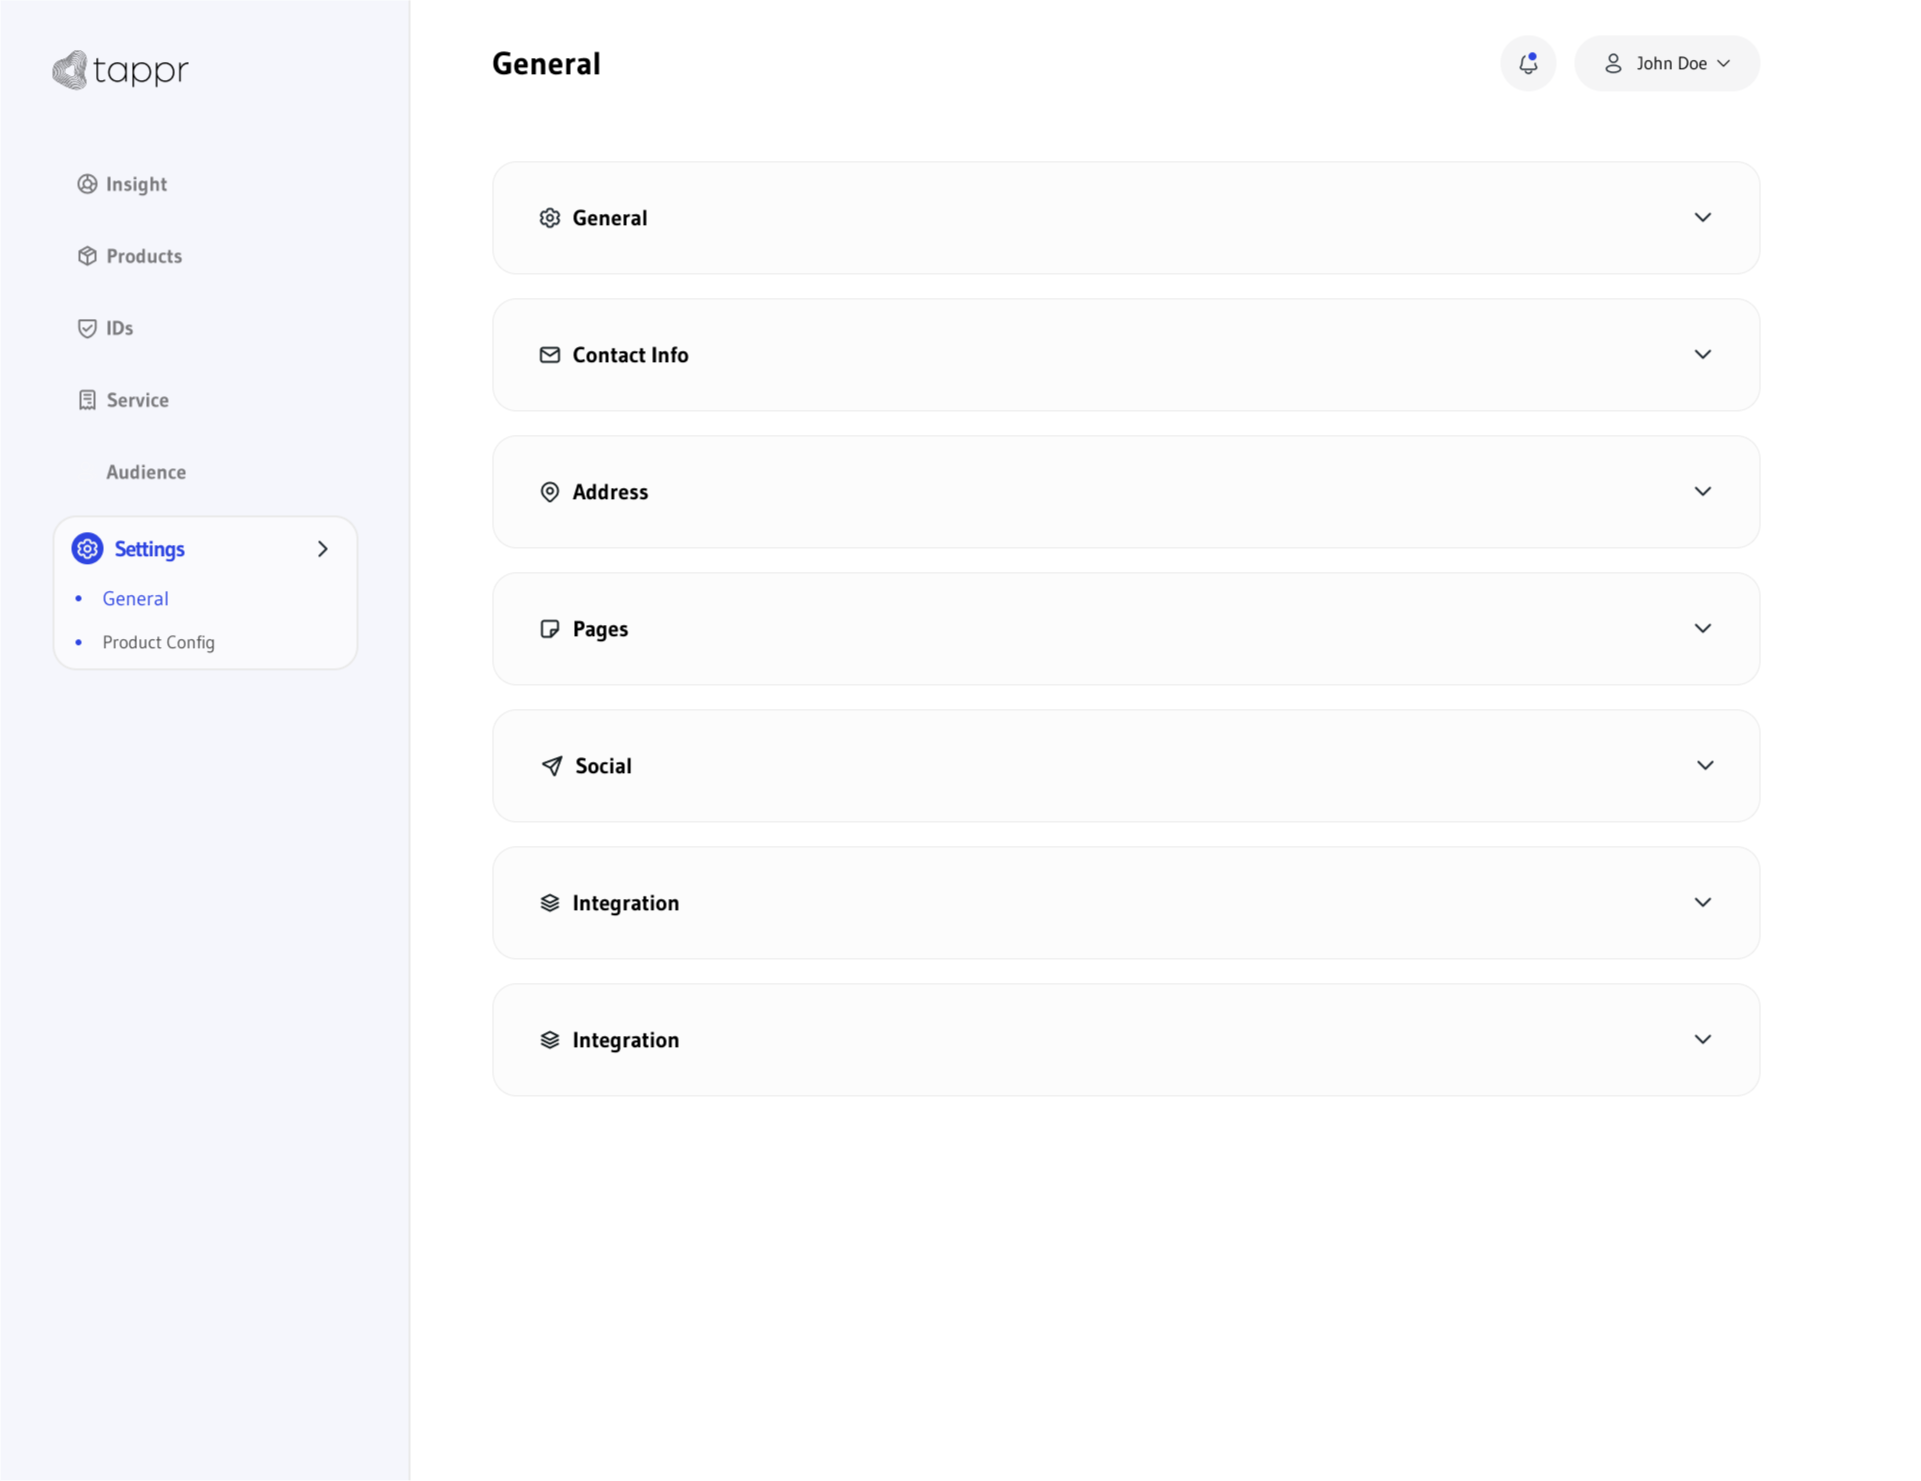 tappr
Insight
Products
IDs
Service
Audience
Settings
General
Product Config
General
John Doe
General
Contact Info
Address
Pages
Social
Integration
Integration